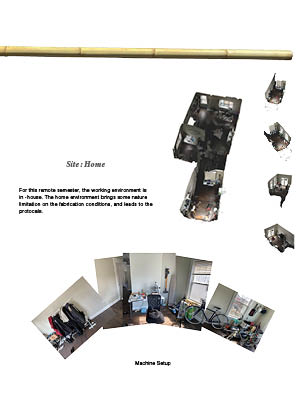 Site : Home
For this remote semester, the working environment is
in -house. The home environment brings some nature
limitation on the fabrication conditions, and leads to the
protocals.
Machine Setup